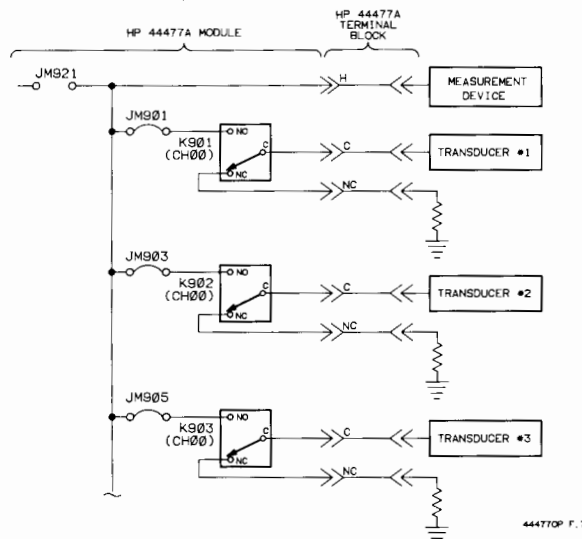 HP 44477A MODULE
HP 44477A
TERMINAL
BLOCK
JM921
H
MEASUREMENT
DEVICE
JM901
K901
(CH00)
NO
C
NC
C
TRANSDUCER #1
NC
JM903
K902
(CH00)
NO
C
NC
C
TRANSDUCER #2
NC
JM905
K903
(CH00)
NO
C
NC
C
TRANSDUCER #3
NC